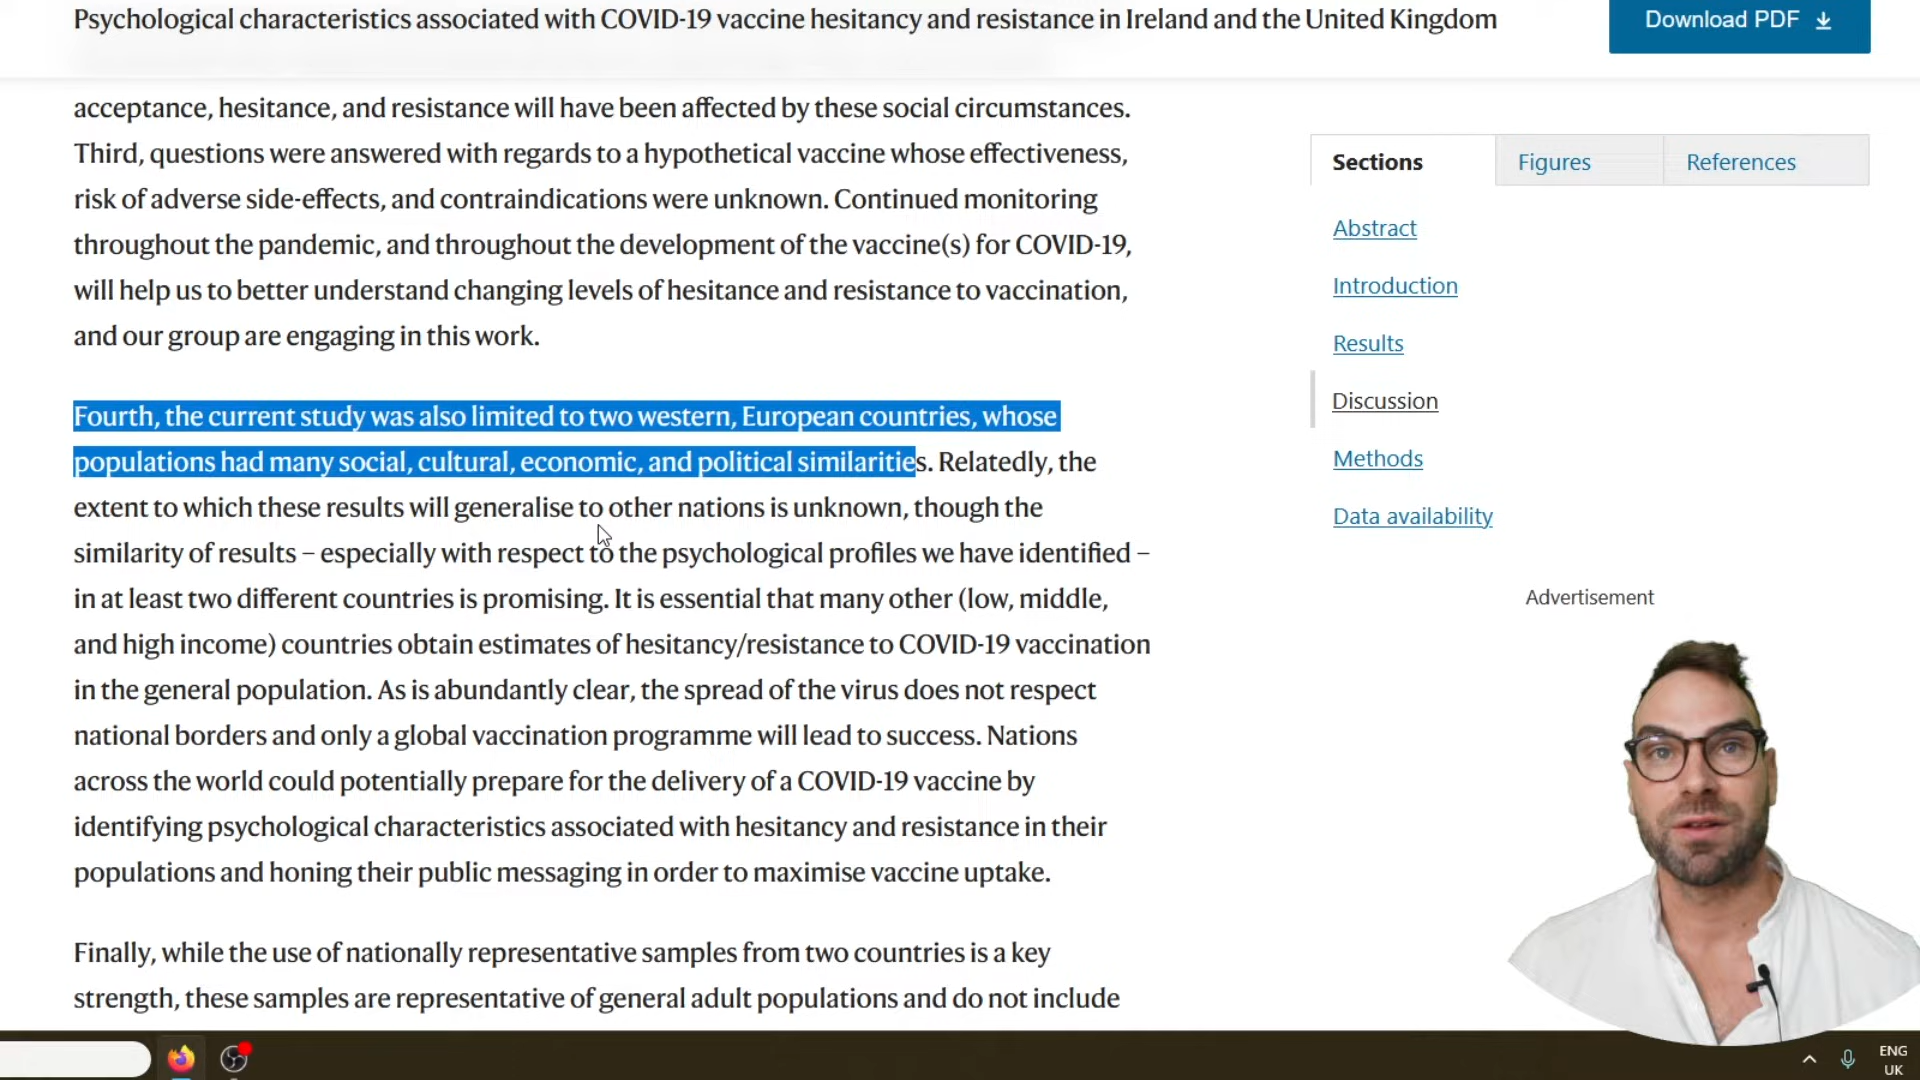 Psychological characteristics associated with COVID-19 vaccine hesitancy and resistance in Ireland and the United Kingdom
Download PDF
acceptance, hesitance, and resistance will have been affected by these social circumstances.
Third, questions were answered with regards to a hypothetical vaccine whose effectiveness,
risk of adverse side-effects, and contraindications were unknown. Continued monitoring
throughout the pandemic, and throughout the development of the vaccine(s) for COVID-19,
will help us to better understand changing levels of hesitance and resistance to vaccination,
and our group are engaging in this work.
Fourth, the current study was also limited to two western, European countries, whose
populations had many social, cultural, economic, and political similarities. Relatedly, the
extent to which these results will generalise to other nations is unknown, though the
similarity of results – especially with respect to the psychological profiles we have identified –
in at least two different countries is promising. It is essential that many other (low, middle,
and high income) countries obtain estimates of hesitancy/resistance to COVID-19 vaccination
in the general population. As is abundantly clear, the spread of the virus does not respect
national borders and only a global vaccination programme will lead to success. Nations
across the world could potentially prepare for the delivery of a COVID-19 vaccine by
identifying psychological characteristics associated with hesitancy and resistance in their
populations and honing their public messaging in order to maximise vaccine uptake.
Finally, while the use of nationally representative samples from two countries is a key
strength, these samples are representative of general adult populations and do not include
Sections
Figures
References
Abstract
Introduction
Results
Discussion
Methods
Data availability
Advertisement
ENG
UK